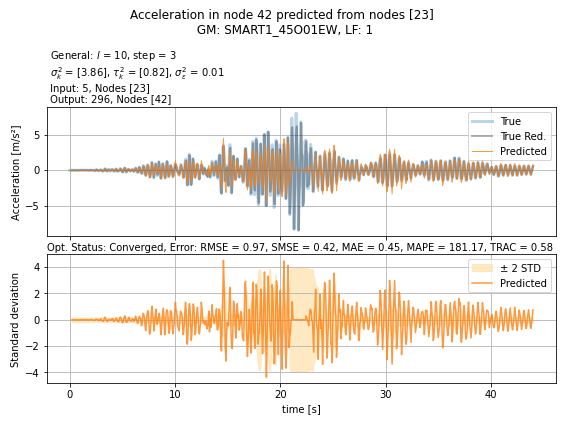 Acceleration in node 42 predicted from nodes [23]
GM: SMART1_45O01EW, LF: 1
General: l = 10, step = 3
σ²ₖ = [3.86], τ²ₖ = [0.82], σ²ε = 0.01
Input: 5, Nodes [23]
Output: 296, Nodes [42]
Acceleration [m/s²]
5
0
−5
True
True Red.
Predicted
Opt. Status: Converged, Error: RMSE = 0.97, SMSE = 0.42, MAE = 0.45, MAPE = 181.17, TRAC = 0.58
Standard deviation
4
2
0
−2
−4
± 2 STD
Predicted
0 10 20 30 40
time [s]